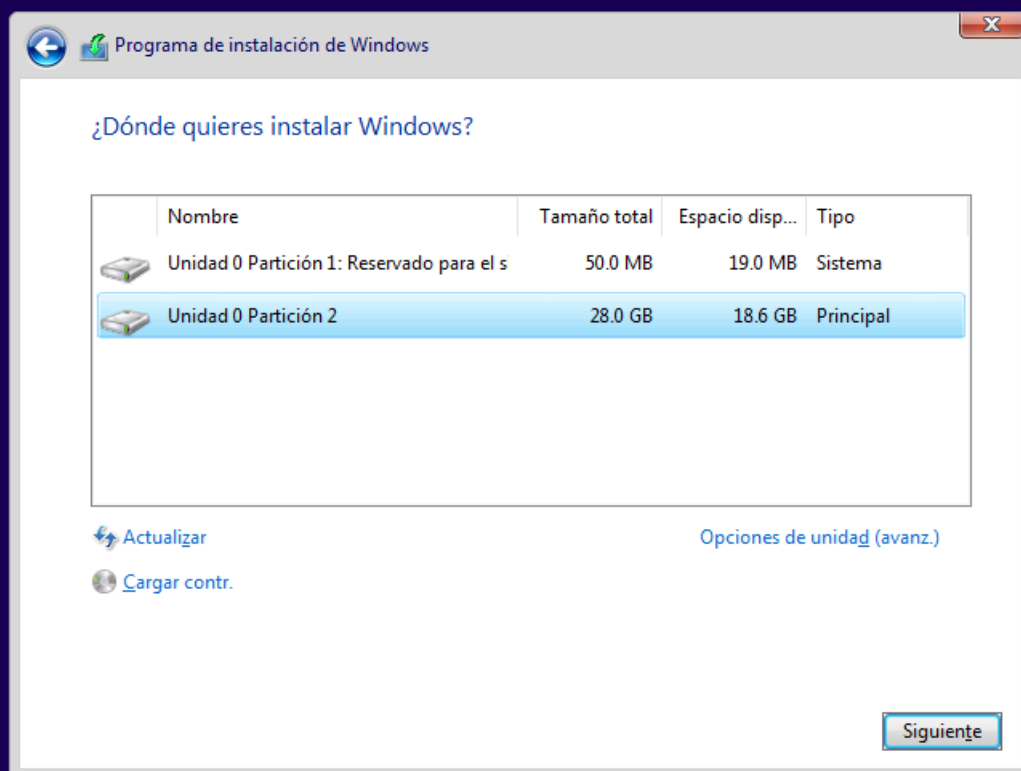 Programa de instalación de Windows
¿Dónde quieres instalar Windows?
Nombre Tamaño total Espacio disp... Tipo
Unidad 0 Partición 1: Reservado para el s 50.0 MB 19.0 MB Sistema
Unidad 0 Partición 2 28.0 GB 18.6 GB Principal
Actualizar Opciones de unidad (avanz.)
Cargar contr.
Siguiente